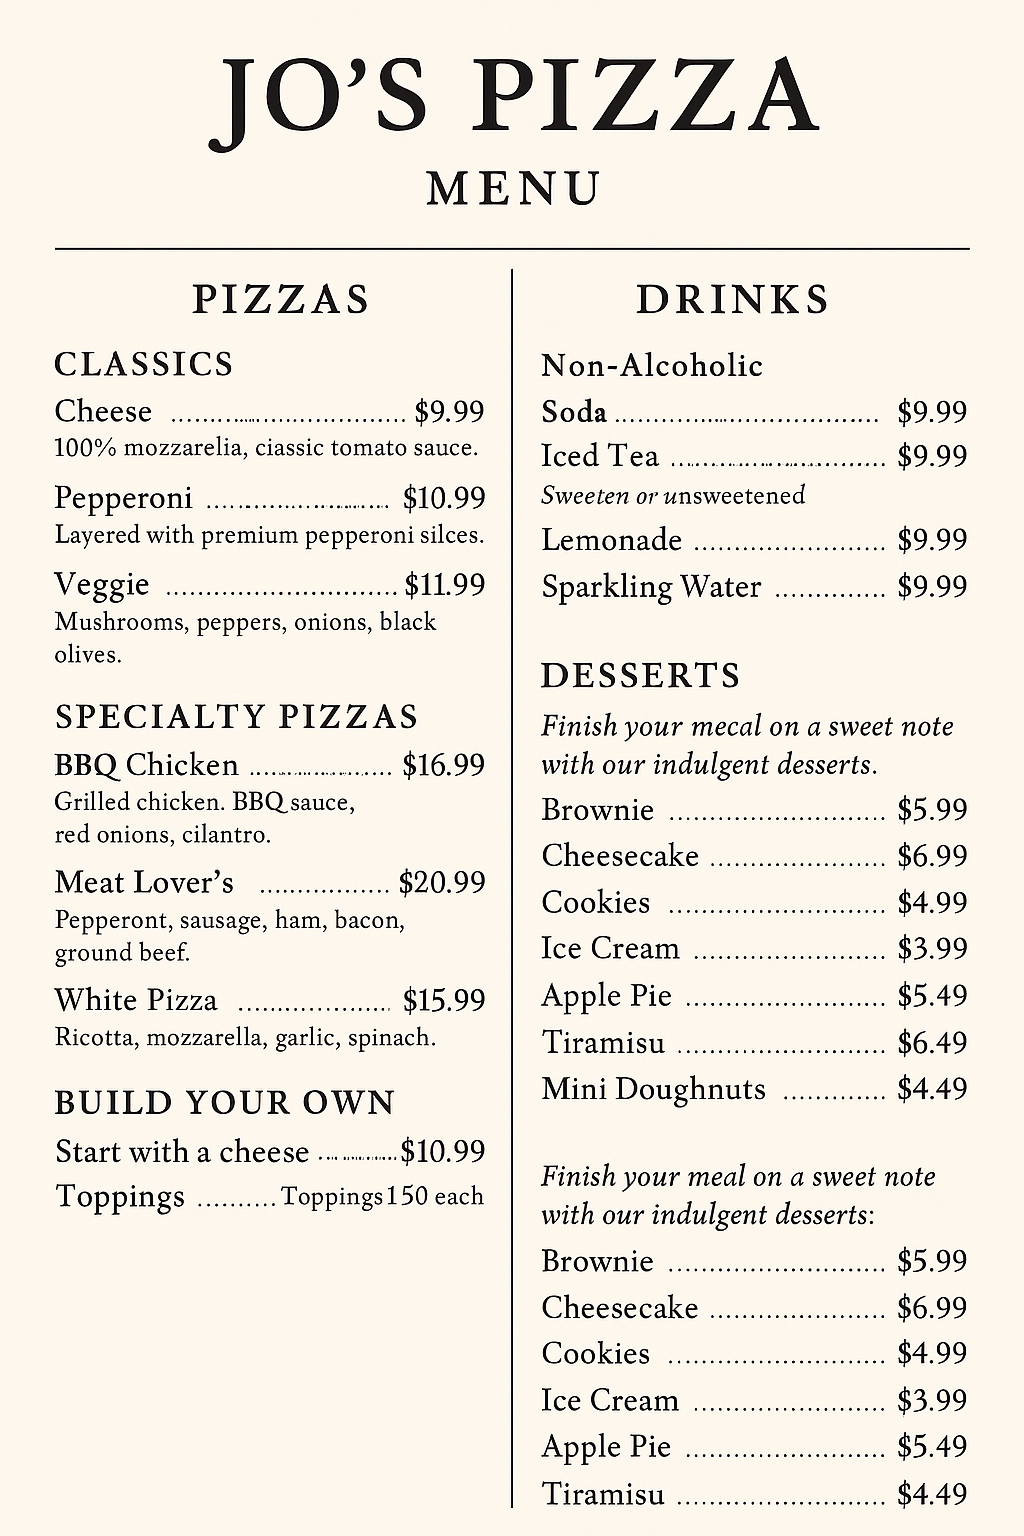 JO’S PIZZA
MENU
PIZZAS
CLASSICS
Cheese ........................ $9.99
100% mozzarelia, classic tomato sauce.
Pepperoni ........................ $10.99
Layered with premium pepperoni silces.
Veggie ........................ $11.99
Mushrooms, peppers, onions, black
olives.
SPECIALTY PIZZAS
BBQ Chicken .................. $16.99
Grilled chicken. BBQ sauce,
red onions, cilantro.
Meat Lover’s ................ $20.99
Pepperont, sausage, ham, bacon,
ground beef.
White Pizza ................... $15.99
Ricotta, mozzarella, garlic, spinach.
BUILD YOUR OWN
Start with a cheese ..........$10.99
Toppings ..........Toppings150 each
DRINKS
Non-Alcoholic
Soda ................................. $9.99
Iced Tea ........................... $9.99
Sweeten or unsweetened
Lemonade ........................ $9.99
Sparkling Water .............. $9.99
DESSERTS
Finish your mecal on a sweet note
with our indulgent desserts.
Brownie ........................... $5.99
Cheesecake ...................... $6.99
Cookies ........................... $4.99
Ice Cream ........................ $3.99
Apple Pie ......................... $5.49
Tiramisu .......................... $6.49
Mini Doughnuts ............. $4.49
Finish your meal on a sweet note
with our indulgent desserts:
Brownie ........................... $5.99
Cheesecake ...................... $6.99
Cookies ........................... $4.99
Ice Cream ........................ $3.99
Apple Pie ......................... $5.49
Tiramisu .......................... $4.49